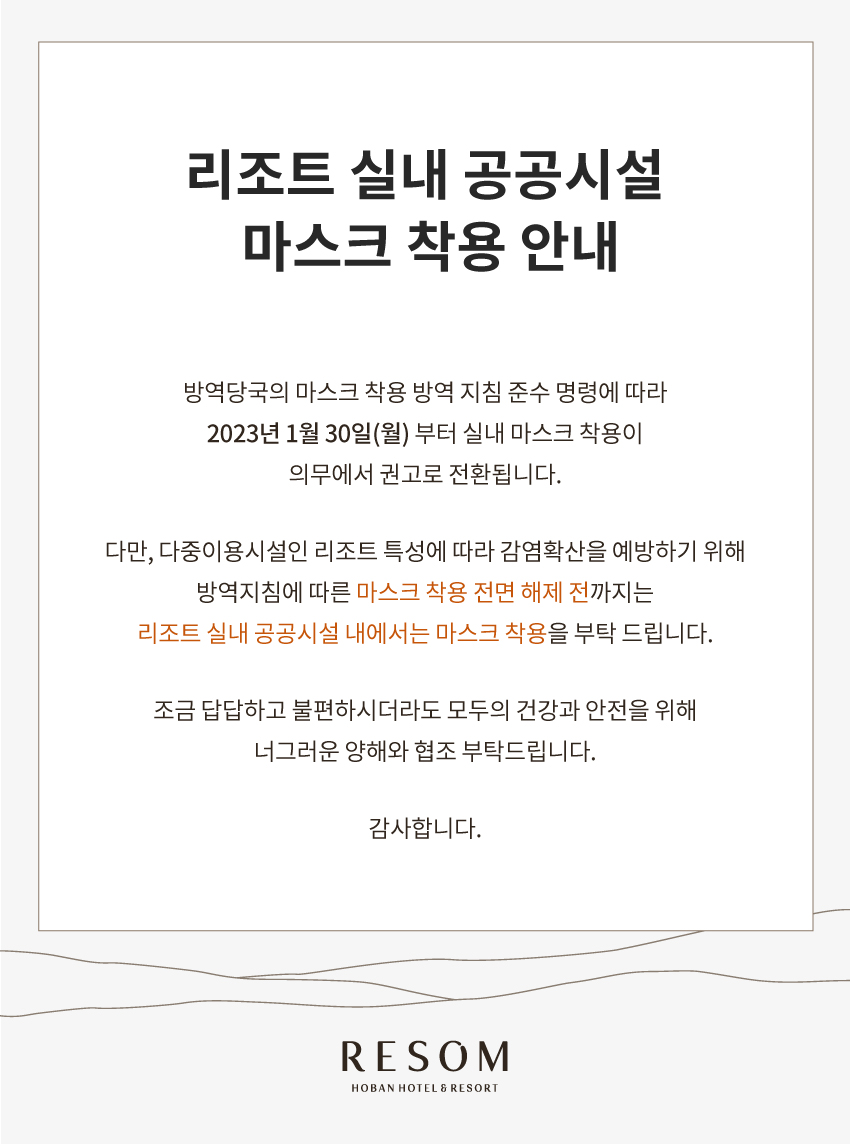 리조트 실내 공공시설
마스크 착용 안내
방역당국의 마스크 착용 방역 지침 준수 명령에 따라
2023년 1월 30일(월) 부터 실내 마스크 착용이
의무에서 권고로 전환됩니다.
다만, 다중이용시설인 리조트 특성에 따라 감염확산을 예방하기 위해
방역지침에 따른 마스크 착용 전면 해제 전까지는
리조트 실내 공공시설 내에서는 마스크 착용을 부탁 드립니다.
조금 답답하고 불편하시더라도 모두의 건강과 안전을 위해
너그러운 양해와 협조 부탁드립니다.
감사합니다.
RESOM
HOBAN HOTEL & RESORT